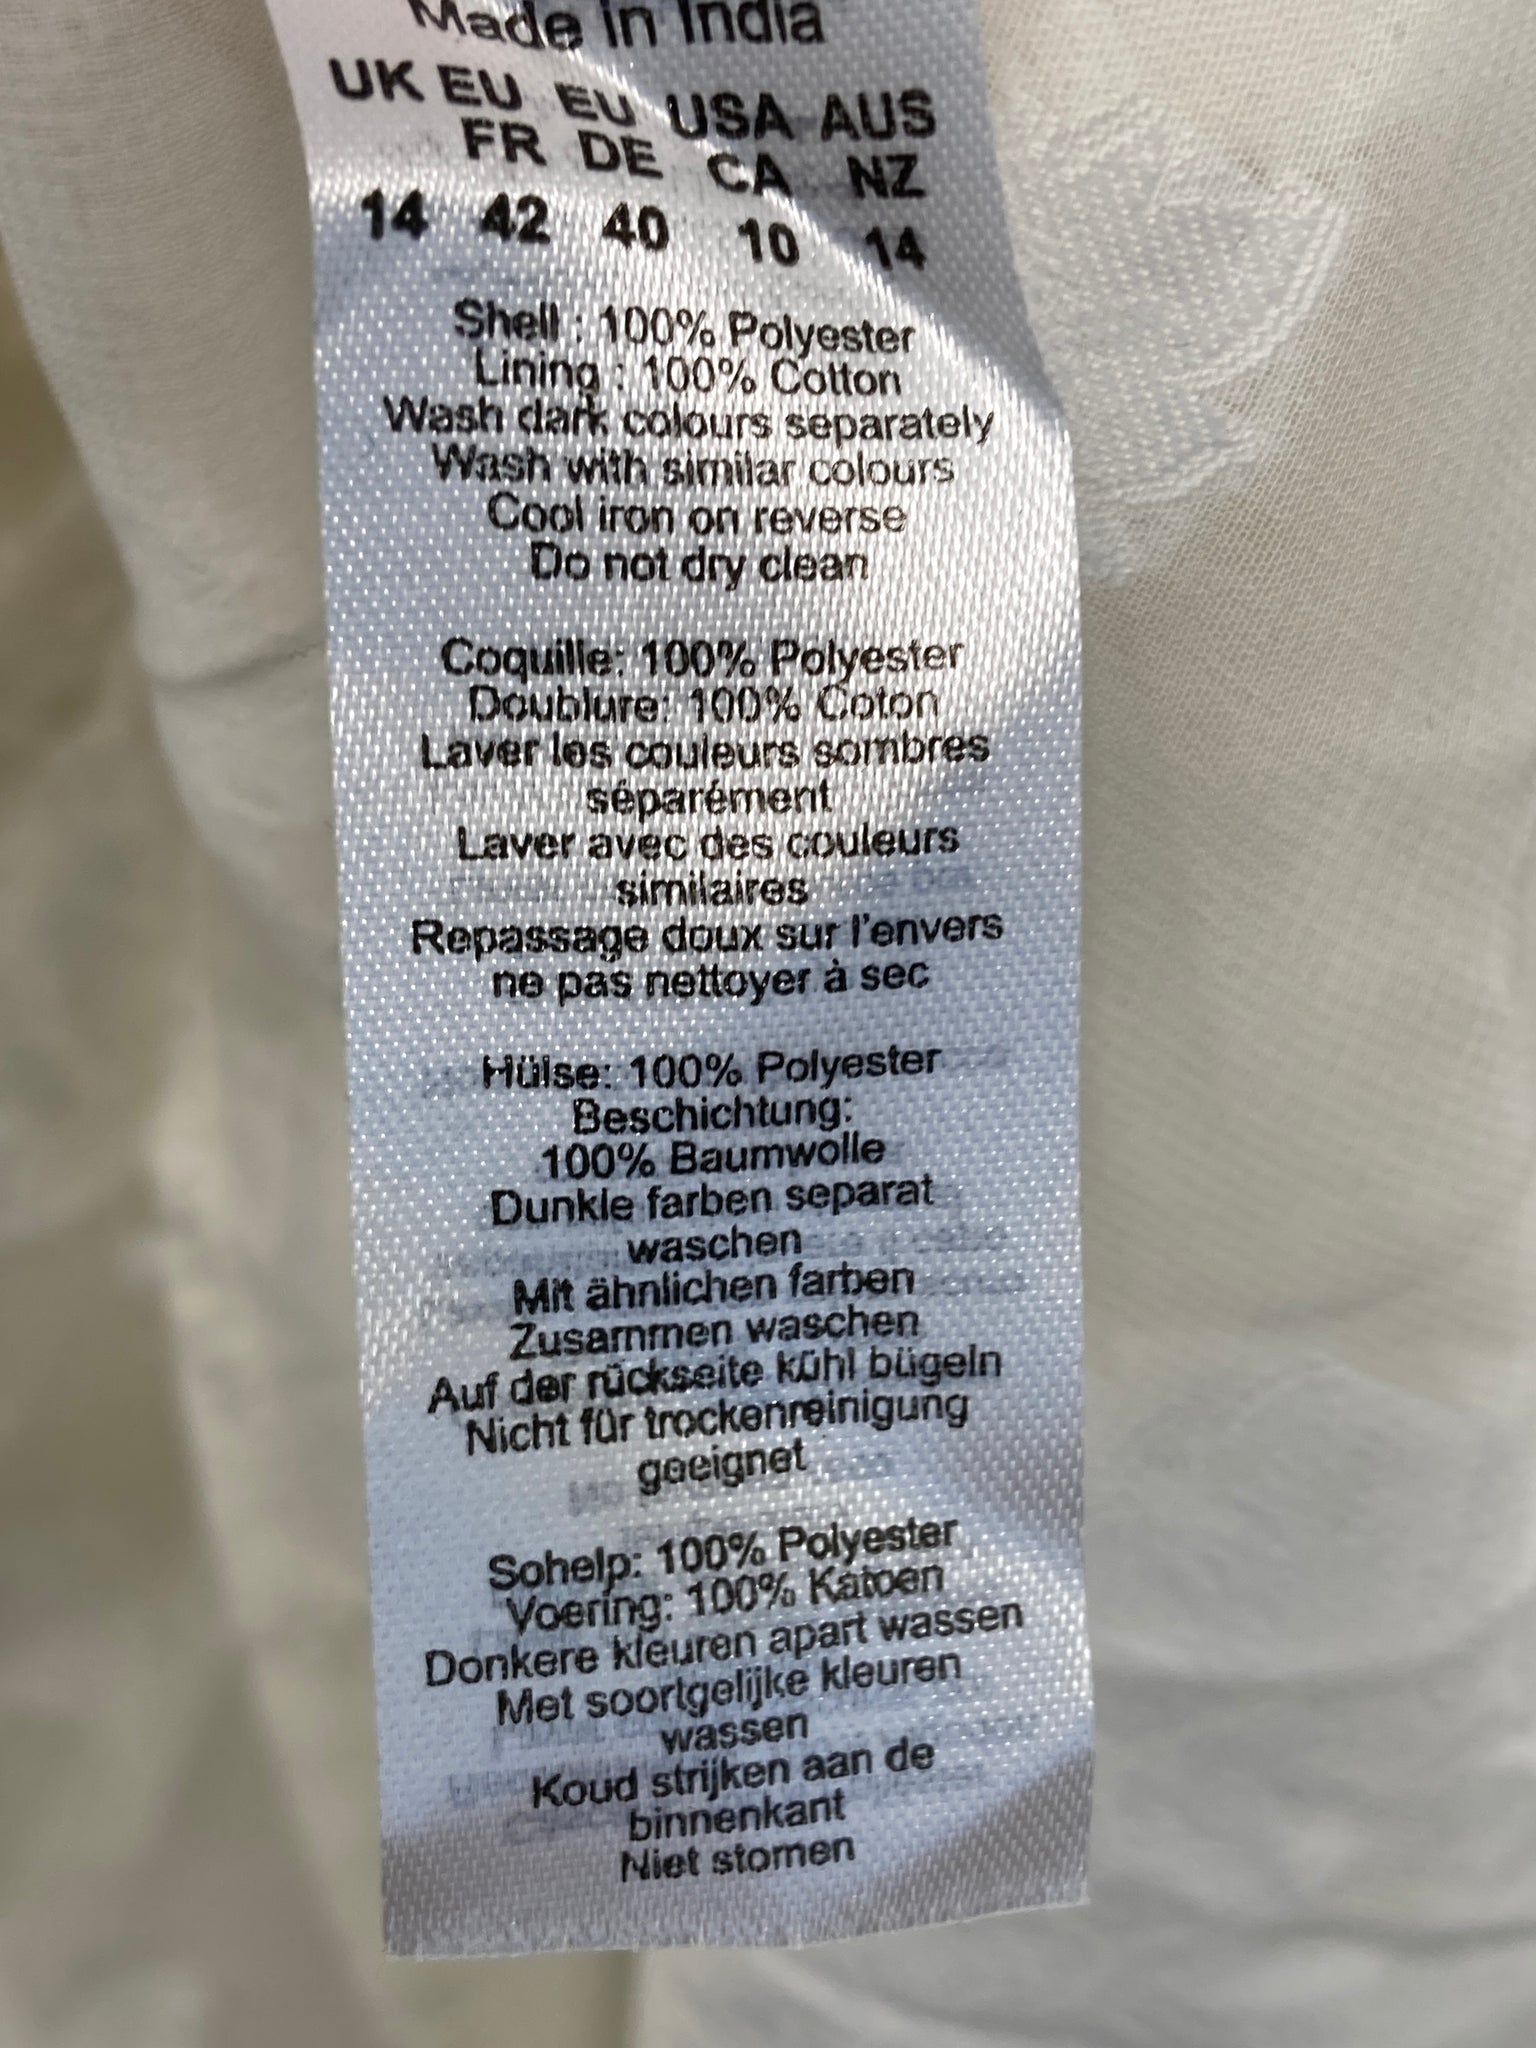 Made in India
UK EU EU USA AUS
FR DE CA NZ
14 42 40 10 14
Shell : 100% Polyester
Lining : 100% Cotton
Wash dark colours separately
Wash with similar colours
Cool iron on reverse
Do not dry clean
Coquille: 100% Polyester
Doublure: 100% Coton
Laver les couleurs sombres
séparément
Laver avec des couleurs
similaires
Repassage doux sur l'envers
ne pas nettoyer à sec
Hülse: 100% Polyester
Beschichtung:
100% Baumwolle
Dunkle farben separat
waschen
Mit ähnlichen farben
Zusammen waschen
Auf der rückseite kühl bügeln
Nicht für trockenreinigung
geeignet
Sohelp: 100% Polyester
Voering: 100% Katoen
Donkere kleuren apart wassen
Met soortgelijke kleuren
wassen
Koud strijken aan de
binnenkant
Niet stomen